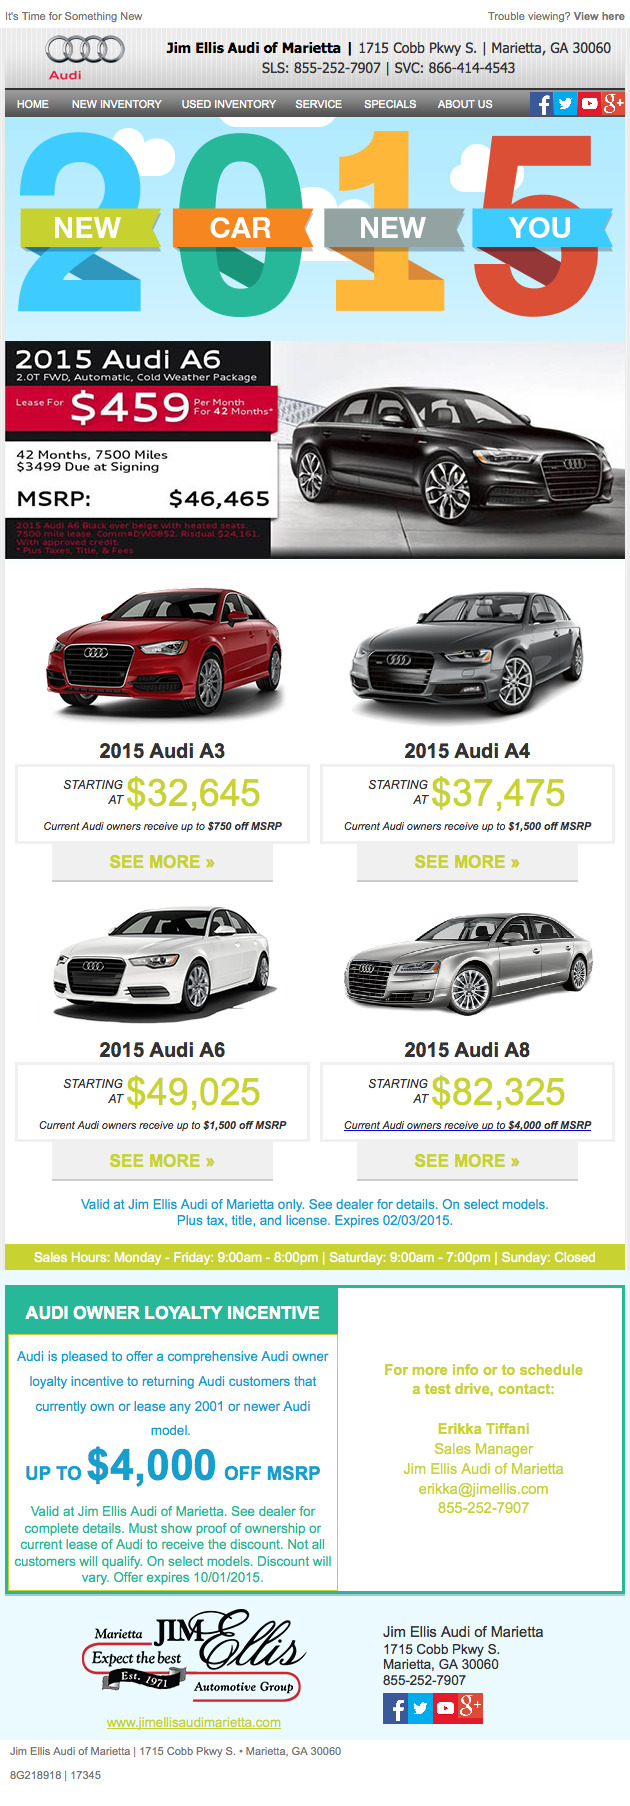 It's Time for Something New
Trouble viewing? View here
Audi
Jim Ellis Audi of Marietta | 1715 Cobb Pkwy S. | Marietta, GA 30060
SLS: 855-252-7907 | SVC: 866-414-4543
HOME NEW INVENTORY USED INVENTORY SERVICE SPECIALS ABOUT US
2015
NEW CAR NEW YOU
2015 Audi A6
2.0T FWD, Automatic, Cold Weather Package
Lease For $459 Per Month
For 42 Months*
42 Months, 7500 Miles
$3499 Due at Signing
MSRP: $46,465
2015 Audi A6 Black over beige with heated seats.
7500 mile lease. Comm#DW0852. Risdual $24,161.
With approved credit.
* Plus Taxes, Title, & Fees
2015 Audi A3
STARTING
AT $32,645
Current Audi owners receive up to $750 off MSRP
SEE MORE »
2015 Audi A4
STARTING
AT $37,475
Current Audi owners receive up to $1,500 off MSRP
SEE MORE »
2015 Audi A6
STARTING
AT $49,025
Current Audi owners receive up to $1,500 off MSRP
SEE MORE »
2015 Audi A8
STARTING
AT $82,325
Current Audi owners receive up to $4,000 off MSRP
SEE MORE »
Valid at Jim Ellis Audi of Marietta only. See dealer for details. On select models.
Plus tax, title, and license. Expires 02/03/2015.
Sales Hours: Monday - Friday: 9:00am - 8:00pm | Saturday: 9:00am - 7:00pm | Sunday: Closed
AUDI OWNER LOYALTY INCENTIVE
Audi is pleased to offer a comprehensive Audi owner
loyalty incentive to returning Audi customers that
currently own or lease any 2001 or newer Audi
model.
UP TO $4,000 OFF MSRP
Valid at Jim Ellis Audi of Marietta. See dealer for
complete details. Must show proof of ownership or
current lease of Audi to receive the discount. Not all
customers will qualify. On select models. Discount will
vary. Offer expires 10/01/2015.
For more info or to schedule
a test drive, contact:
Erikka Tiffani
Sales Manager
Jim Ellis Audi of Marietta
erikka@jimellis.com
855-252-7907
Marietta JIM Ellis
Expect the best
Est. 1971
Automotive Group
www.jimellisaudimarietta.com
Jim Ellis Audi of Marietta
1715 Cobb Pkwy S.
Marietta, GA 30060
855-252-7907
Jim Ellis Audi of Marietta | 1715 Cobb Pkwy S. • Marietta, GA 30060
8G218918 | 17345